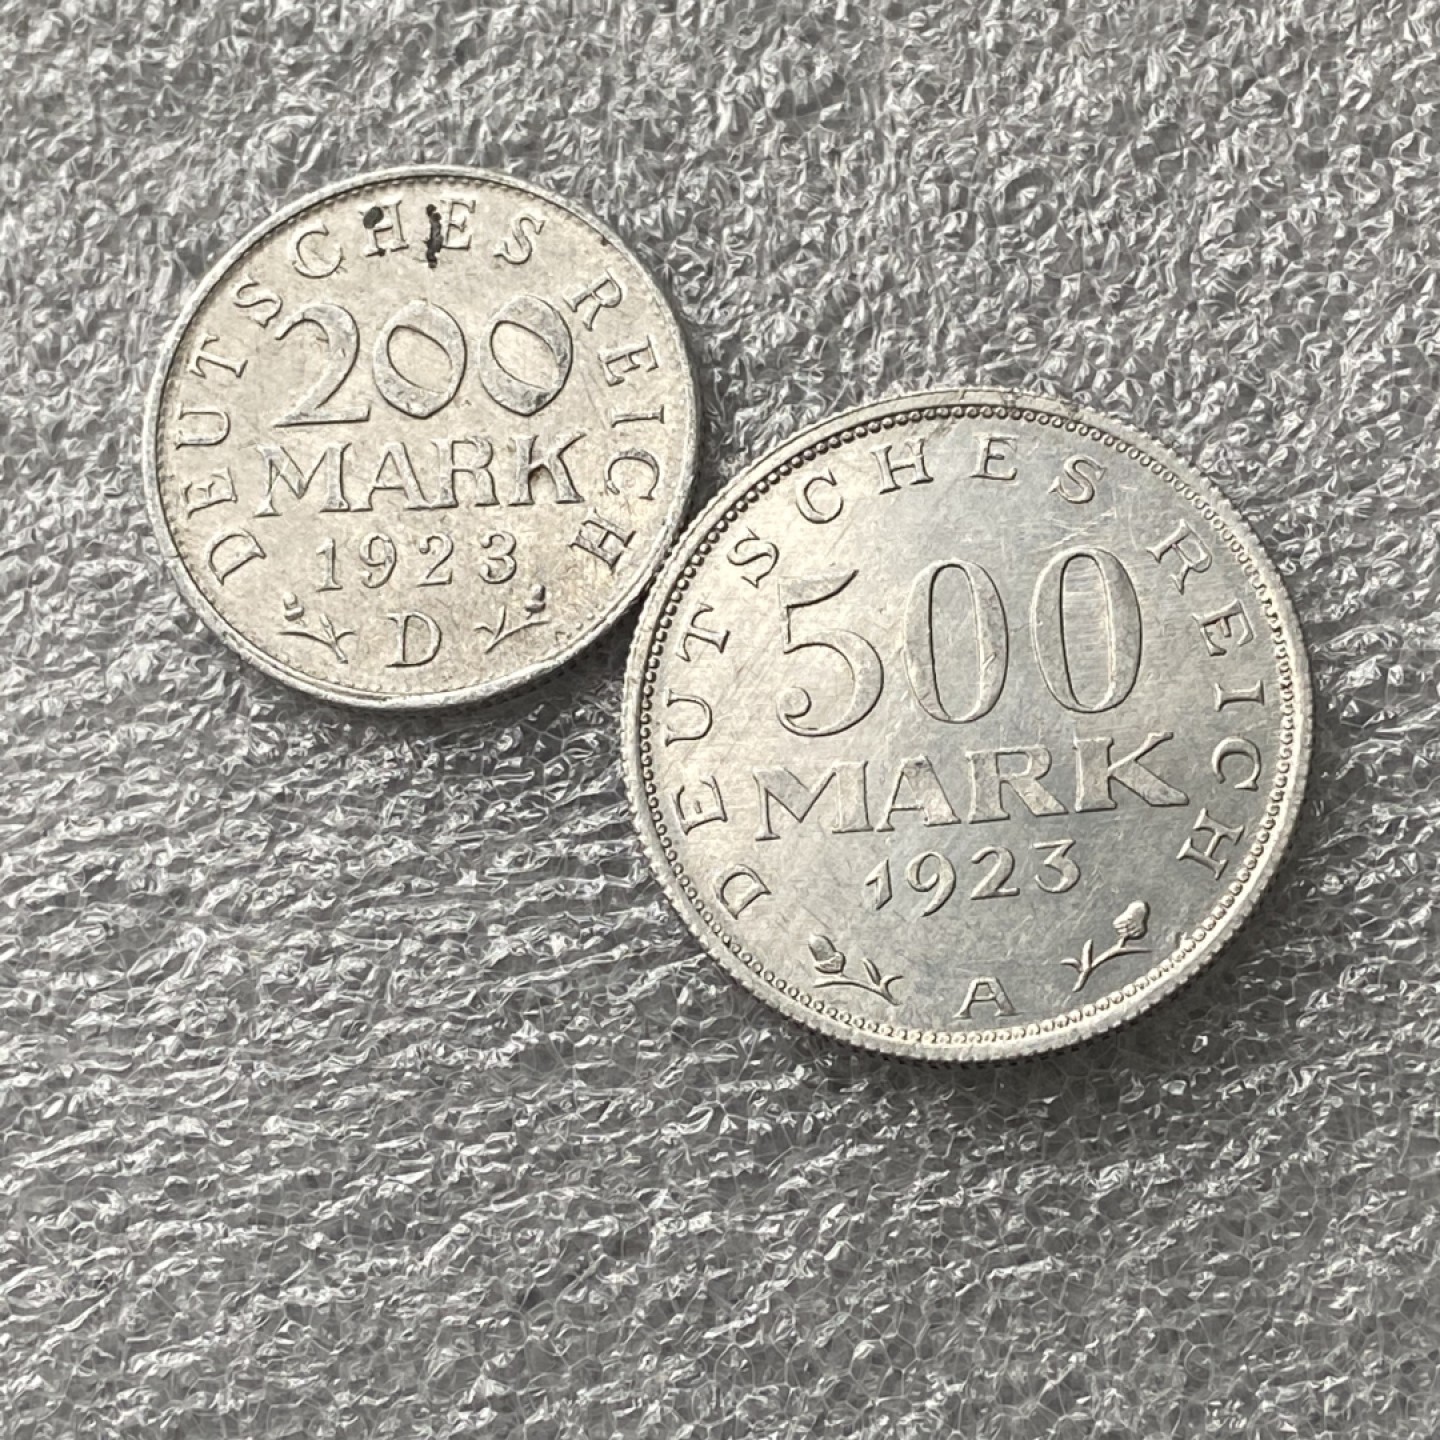 DEUTSCHES REICH
200
MARK
1923
D
DEUTSCHES REICH
500
MARK
1923
A